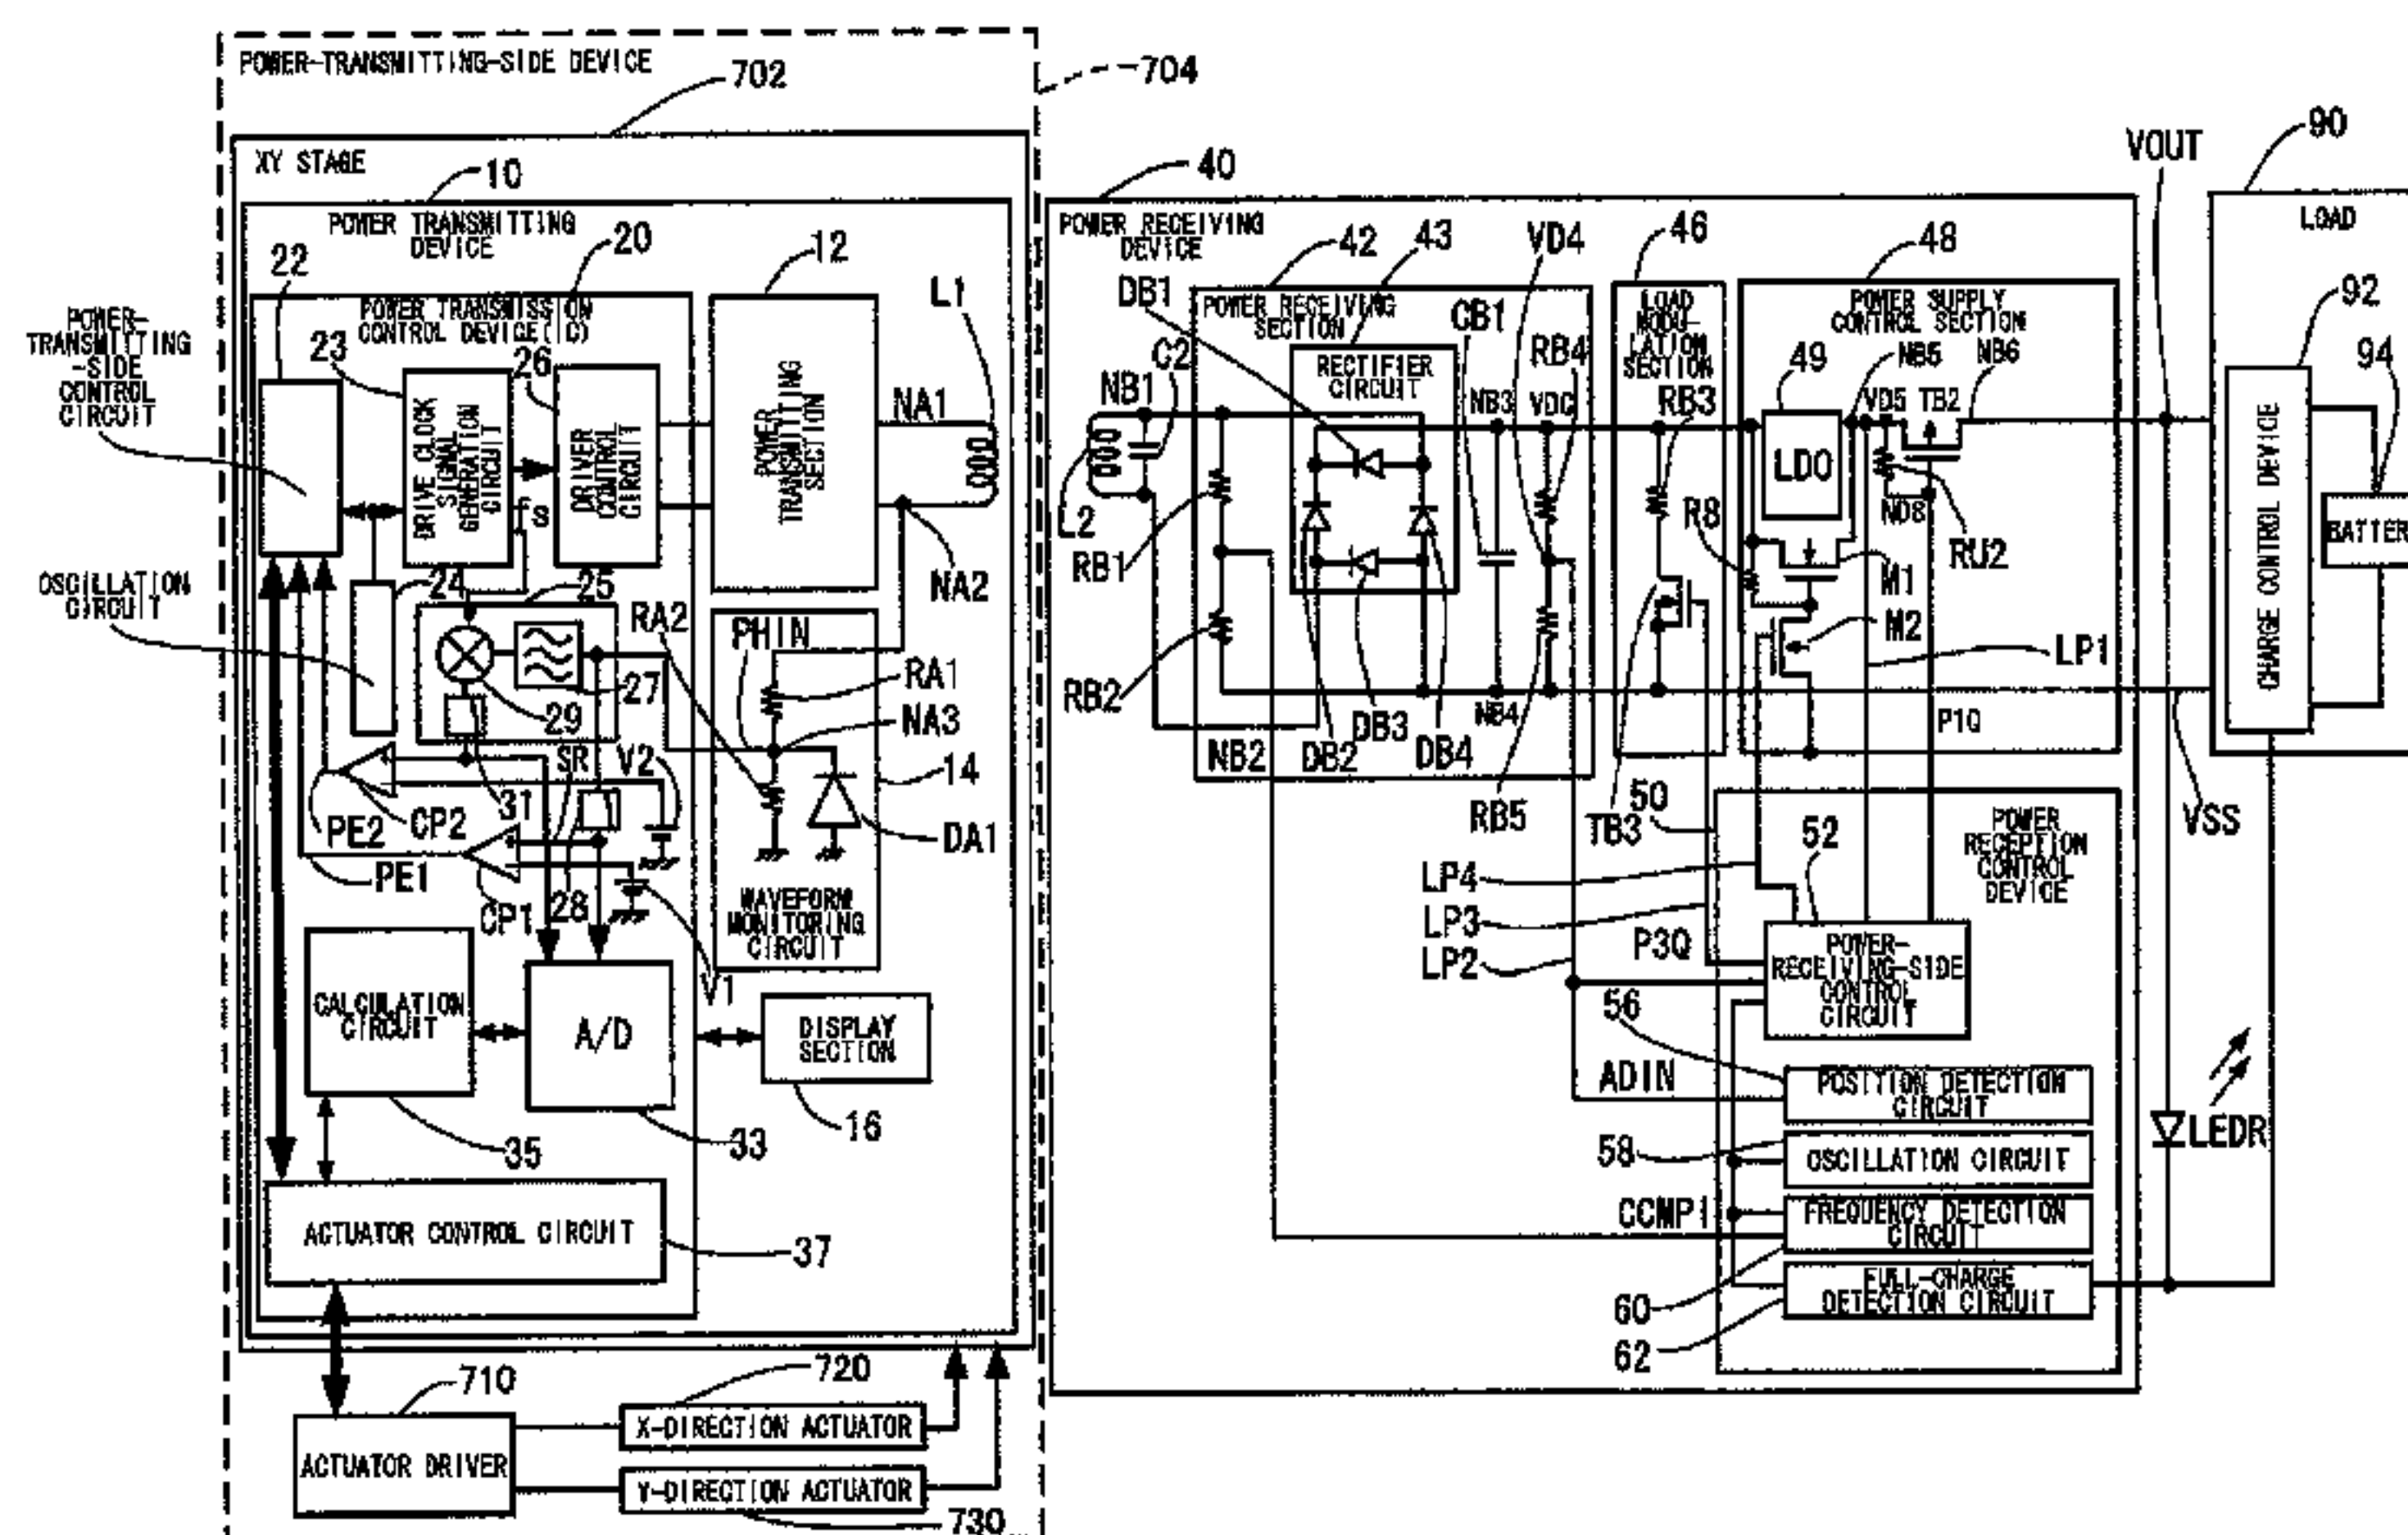 POWER-TRANSMITTING-SIDE DEVICE
702
704
XY STAGE
10
POWER TRANSMITTING
DEVICE
22
20
POWER TRANSMISSION
CONTROL DEVICE(IC)
POWER-
TRANSMITTING
-SIDE
CONTROL
CIRCUIT
23
DRIVE CLOCK
SIGNAL
GENERATION
CIRCUIT
26
DRIVER
CONTROL
CIRCUIT
S
12
POWER
TRANSMITTING
SECTION
L1
NA1
NA2
OSCILLATION
CIRCUIT
24
25
27
29
31
SR
V2
RA2
PHIN
RA1
NA3
14
DA1
WAVEFORM
MONITORING
CIRCUIT
PE2
CP2
PE1
CP1
28
V1
CALCULATION
CIRCUIT
35
A/D
33
DISPLAY
SECTION
16
ACTUATOR CONTROL CIRCUIT
37
710
ACTUATOR DRIVER
720
X-DIRECTION ACTUATOR
Y-DIRECTION ACTUATOR
730
40
POWER RECEIVING
DEVICE
DB1
42
43
POWER RECEIVING
SECTION
RECTIFIER
CIRCUIT
NB1
C2
L2
RB1
RB2
NB2
DB2
DB3
DB4
CB1
NB3
NB4
VD4
VDC
RB4
RB5
46
LOAD
MODU-
LATION
SECTION
RB3
TB3
48
POWER SUPPLY
CONTROL SECTION
49
LDO
NB5
NB6
VD5
TB2
ND8
RU2
R8
M1
M2
LP1
P1Q
VOUT
VSS
90
LOAD
92
CHARGE CONTROL DEVICE
94
BATTER
50
POWER
RECEPTION
CONTROL
DEVICE
52
POWER-
RECEIVING-SIDE
CONTROL
CIRCUIT
LP4
LP3
LP2
P3Q
56
ADIN
POSITION DETECTION
CIRCUIT
58
OSCILLATION CIRCUIT
CCMP1
FREQUENCY DETECTION
CIRCUIT
60
FULL-CHARGE
DETECTION CIRCUIT
62
LEDR